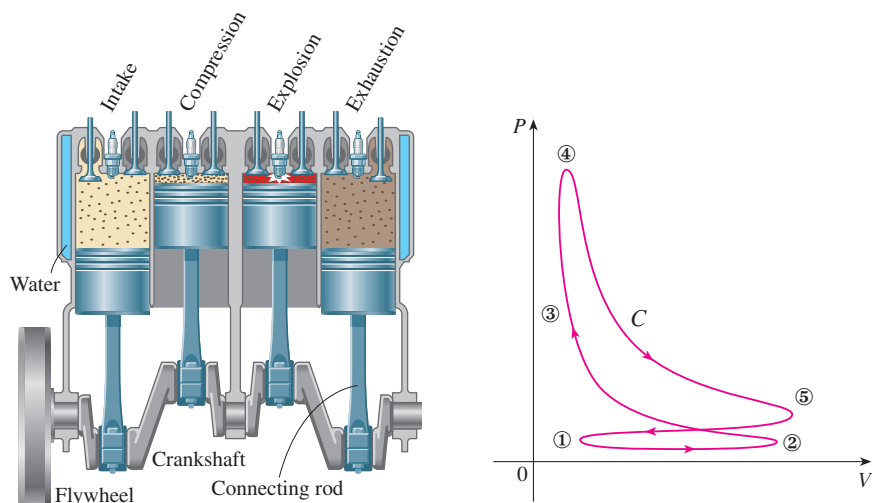 Intake
Compression
Explosion
Exhaustion
Water
Crankshaft
Connecting rod
Flywheel
P
④
③
C
⑤
①
②
0
V